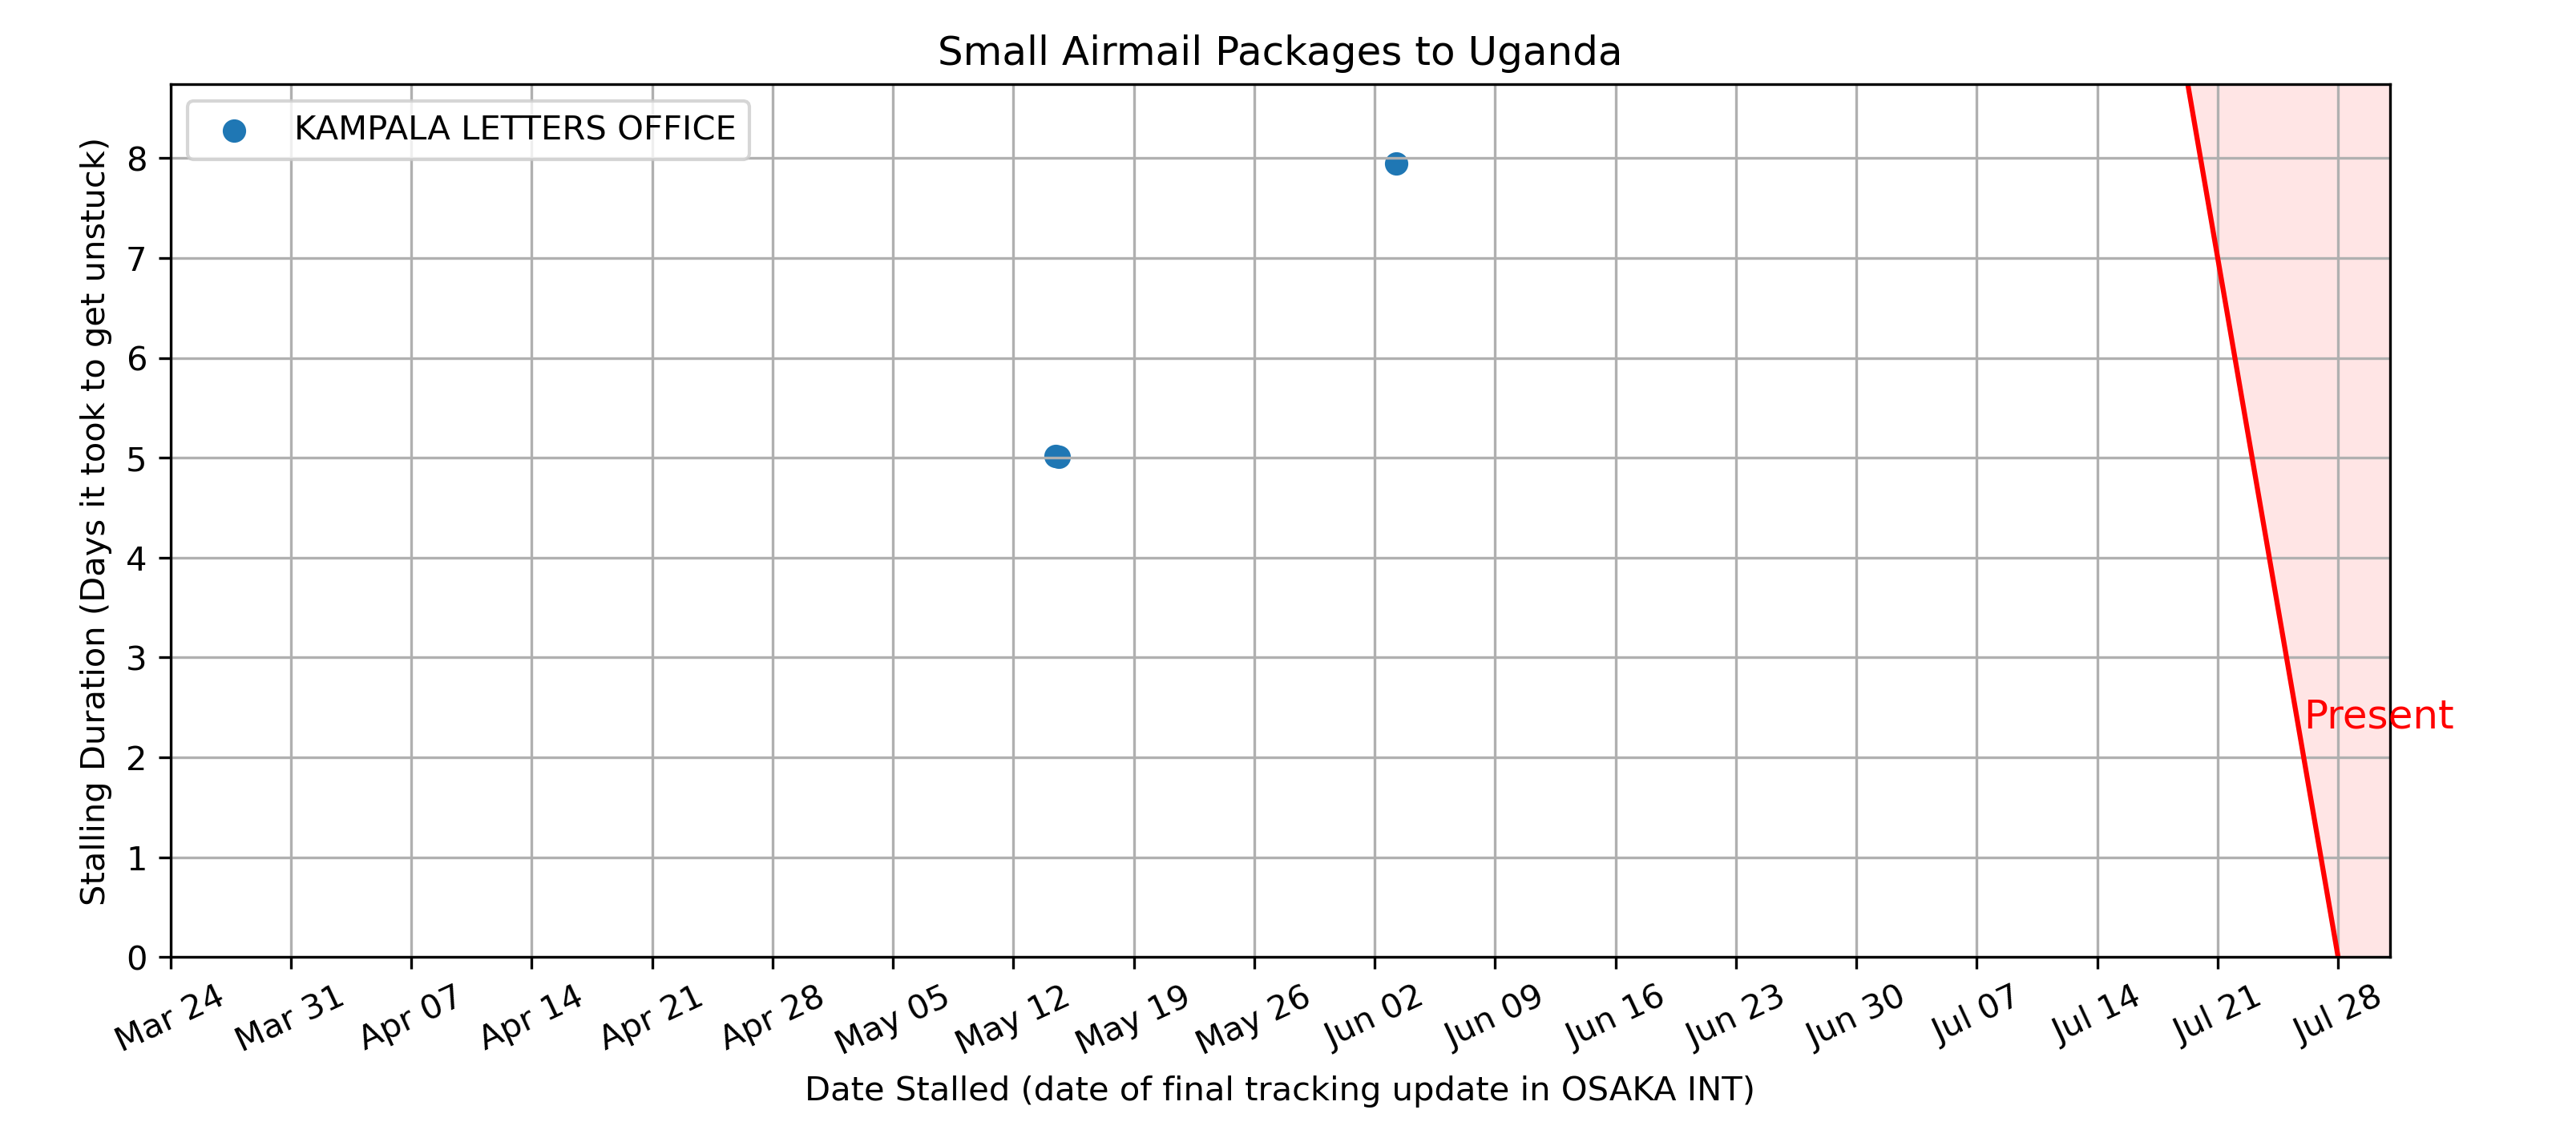 Small Airmail Packages to Uganda
KAMPALA LETTERS OFFICE
Stalling Duration (Days it took to get unstuck)
8
7
6
5
4
3
2
1
0
Present
Mar 24
Mar 31
Apr 07
Apr 14
Apr 21
Apr 28
May 05
May 12
May 19
May 26
Jun 02
Jun 09
Jun 16
Jun 23
Jun 30
Jul 07
Jul 14
Jul 21
Jul 28
Date Stalled (date of final tracking update in OSAKA INT)